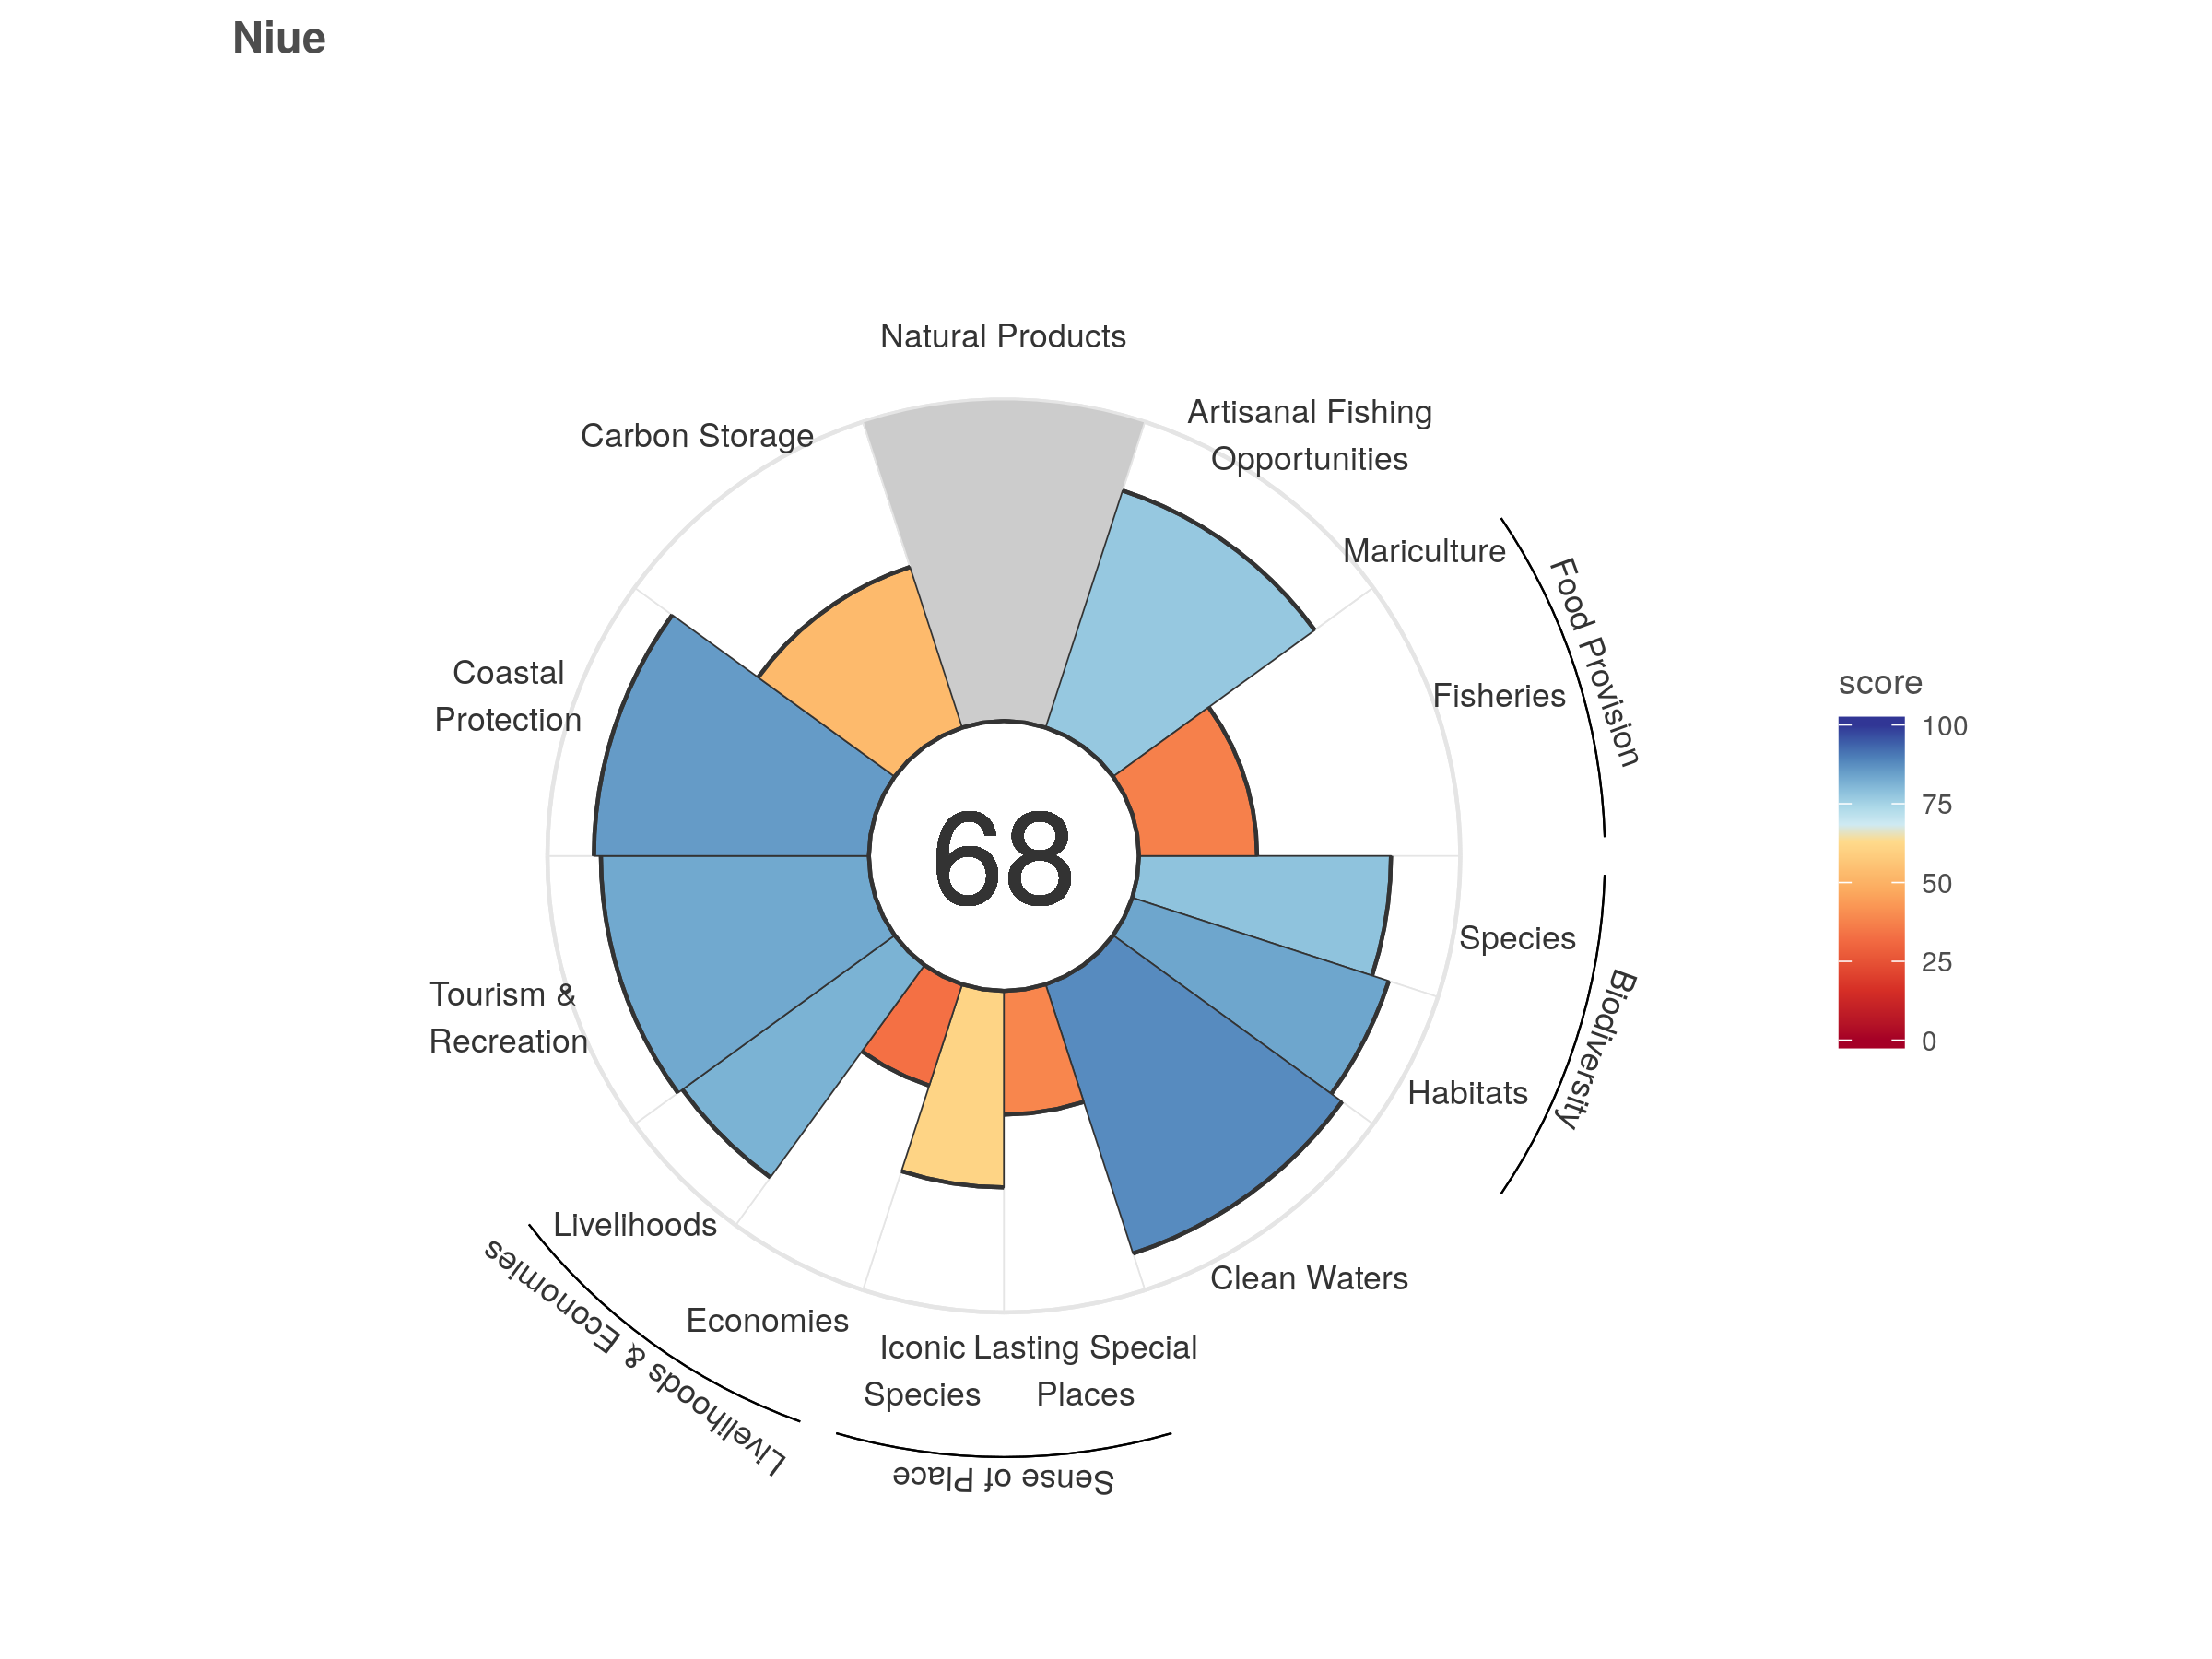 Niue
Natural Products
Carbon Storage
Artisanal Fishing
Opportunities
Mariculture
Food Provision
Fisheries
Coastal
Protection
68
score
100
75
50
25
0
Species
Biodiversity
Habitats
Tourism &
Recreation
Livelihoods
Clean Waters
Economies
Livelihoods & Economies
Iconic
Species
Lasting Special
Places
Sense of Place